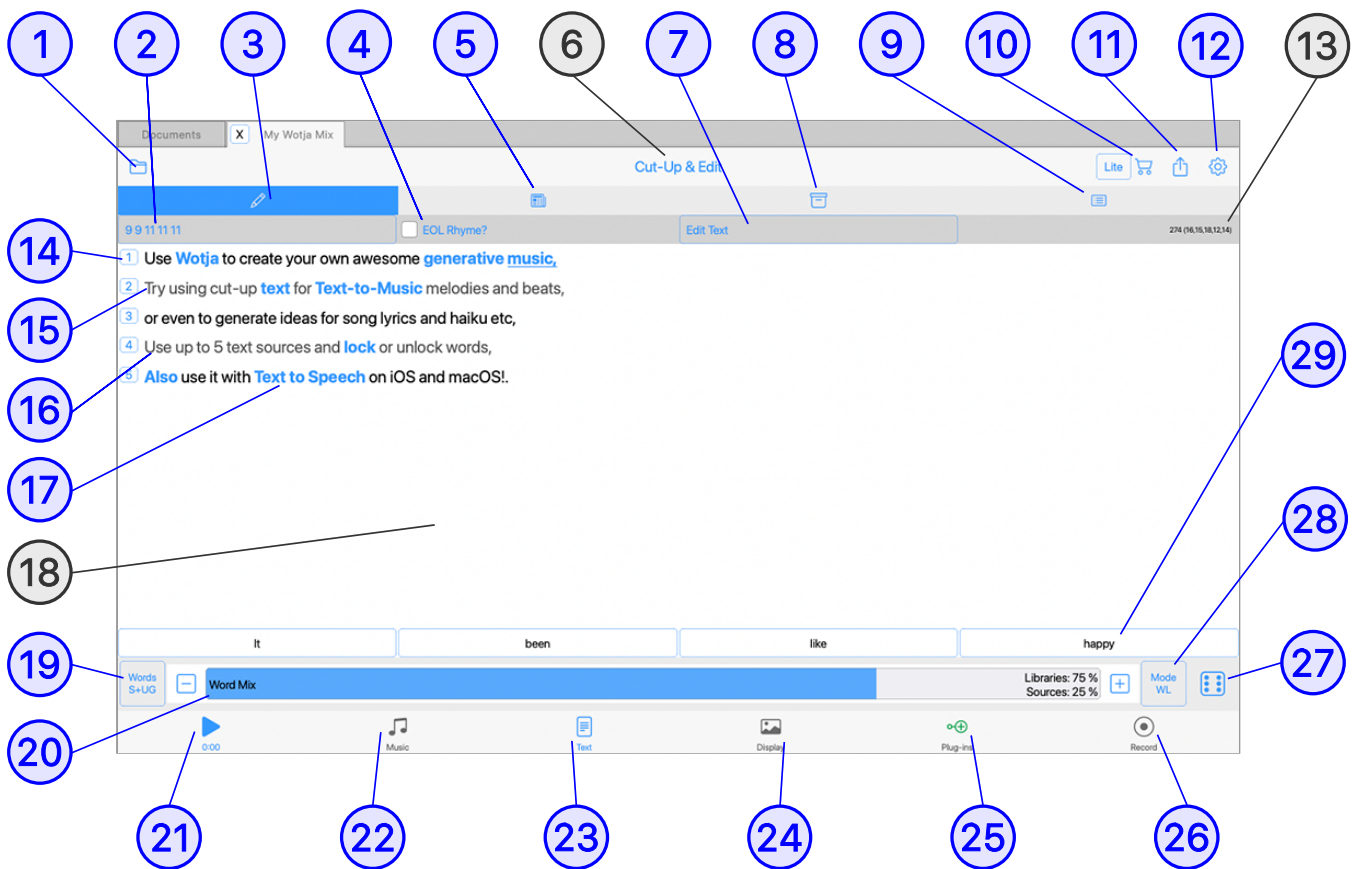 1 2 3 4 5 6 7 8 9 10 11 12 13
Documents X My Wotja Mix
Cut-Up & Edit Lite
9 9 11 11 11 EOL Rhyme? Edit Text 274 (16,15,18,12,14)
14
1 Use Wotja to create your own awesome generative music,
2 Try using cut-up text for Text-to-Music melodies and beats,
15
3 or even to generate ideas for song lyrics and haiku etc,
4 Use up to 5 text sources and lock or unlock words,
29
5 Also use it with Text to Speech on iOS and macOS!.
16
17
28
18
It been like happy
19
27
Words
S+UG
Word Mix
Libraries: 75 %
Sources: 25 %
Mode
WL
20
0:00 Music Text Display Plug-ins Record
21 22 23 24 25 26